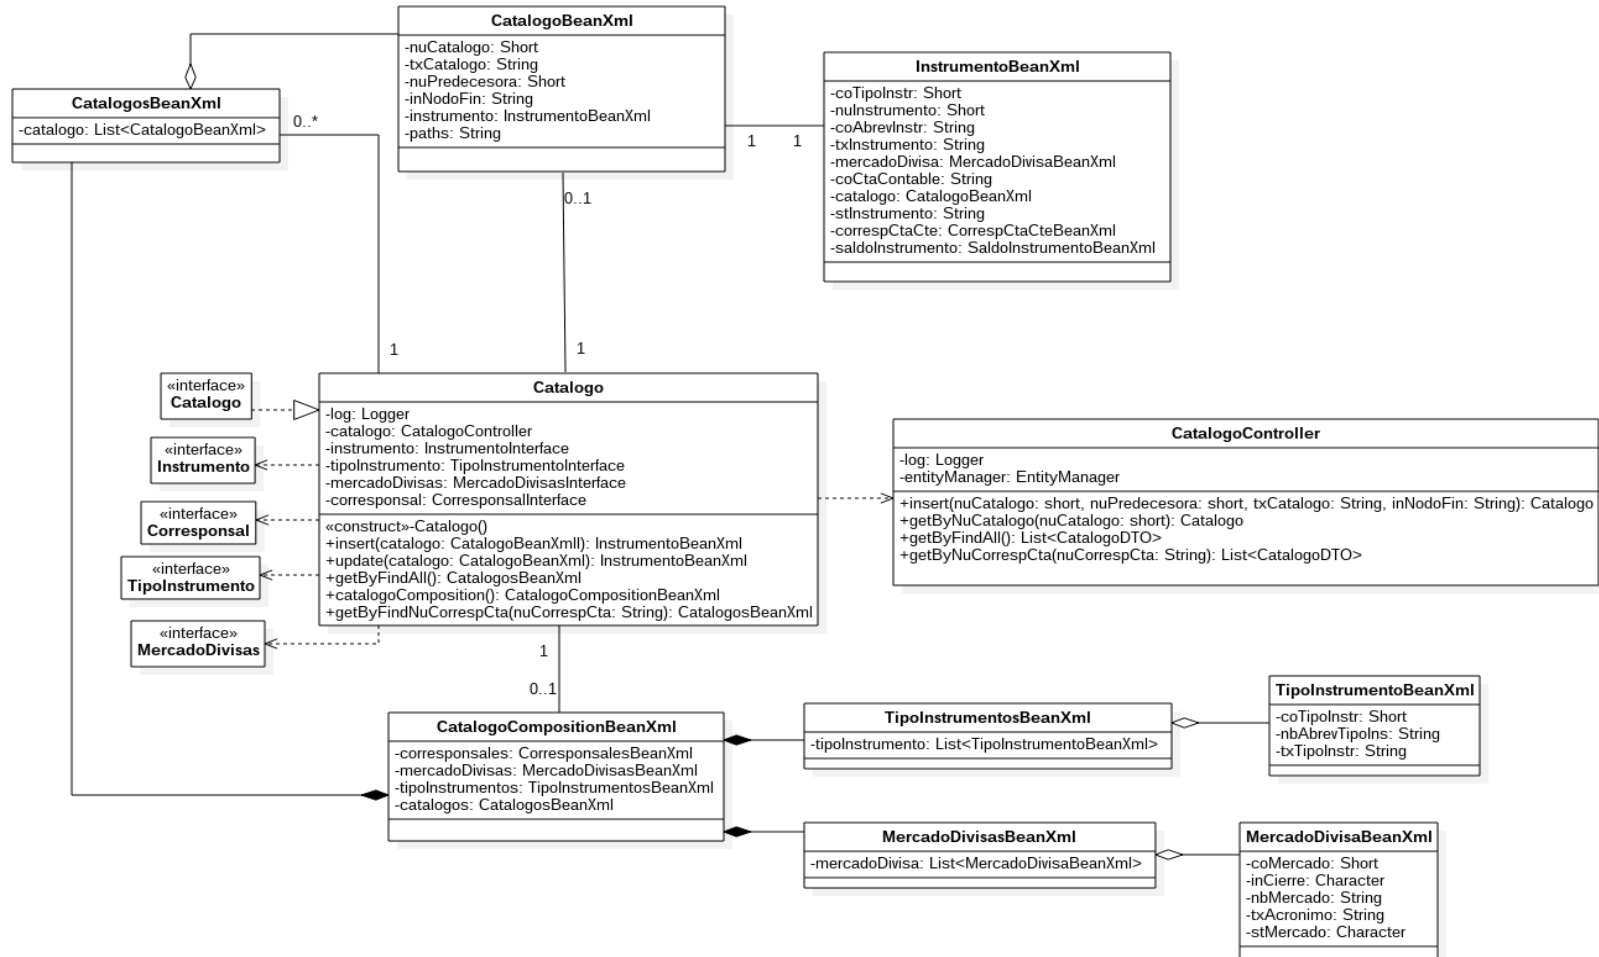 CatalogoBeanXml
-nuCatalogo: Short
-txCatalogo: String
-nuPredecesora: Short
-inNodoFin: String
-instrumento: InstrumentoBeanXml
-paths: String
InstrumentoBeanXml
-coTipoInstr: Short
-nuInstrumento: Short
-coAbrevInstr: String
-txInstrumento: String
-mercadoDivisa: MercadoDivisaBeanXml
-coCtaContable: String
-catalogo: CatalogoBeanXml
-stInstrumento: String
-correspCtaCte: CorrespCtaCteBeanXml
-saldoInstrumento: SaldoInstrumentoBeanXml
CatalogosBeanXml
-catalogo: List<CatalogoBeanXml>
0..*
1
1
0..1
1
1
«interface»
Catalogo
«interface»
Instrumento
«interface»
Corresponsal
«interface»
TipoInstrumento
«interface»
MercadoDivisas
Catalogo
-log: Logger
-catalogo: CatalogoController
-instrumento: InstrumentoInterface
-tipoInstrumento: TipoInstrumentoInterface
-mercadoDivisas: MercadoDivisasInterface
-corresponsal: CorresponsalInterface
«construct»-Catalogo()
+insert(catalogo: CatalogoBeanXmll): InstrumentoBeanXml
+update(catalogo: CatalogoBeanXml): InstrumentoBeanXml
+getByFindAll(): CatalogosBeanXml
+catalogoComposition(): CatalogoCompositionBeanXml
+getByFindNuCorrespCta(nuCorrespCta: String): CatalogosBeanXml
CatalogoController
-log: Logger
-entityManager: EntityManager
+insert(nuCatalogo: short, nuPredecesora: short, txCatalogo: String, inNodoFin: String): Catalogo
+getByNuCatalogo(nuCatalogo: short): Catalogo
+getByFindAll(): List<CatalogoDTO>
+getByNuCorrespCta(nuCorrespCta: String): List<CatalogoDTO>
1
0..1
CatalogoCompositionBeanXml
-corresponsales: CorresponsalesBeanXml
-mercadoDivisas: MercadoDivisasBeanXml
-tipoInstrumentos: TipoInstrumentosBeanXml
-catalogos: CatalogosBeanXml
TipoInstrumentosBeanXml
-tipoInstrumento: List<TipoInstrumentoBeanXml>
TipoInstrumentoBeanXml
-coTipoInstr: Short
-nbAbrevTipoIns: String
-txTipoInstr: String
MercadoDivisasBeanXml
-mercadoDivisa: List<MercadoDivisaBeanXml>
MercadoDivisaBeanXml
-coMercado: Short
-inCierre: Character
-nbMercado: String
-txAcronimo: String
-stMercado: Character